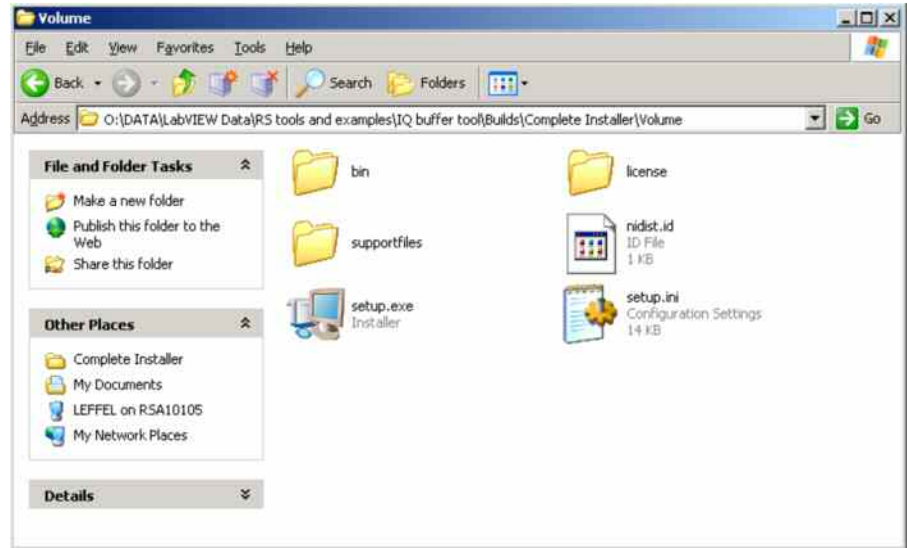 Volume
File Edit View Favorites Tools Help
Back Search Folders
Address O:\DATA\LabVIEW Data\RS tools and examples\IQ buffer tool\Builds\Complete Installer\Volume Go
File and Folder Tasks
Make a new folder
Publish this folder to the
Web
Share this folder
Other Places
Complete Installer
My Documents
LEFFEL on RSA10105
My Network Places
Details
bin
license
supportfiles
nidist.id
ID File
1 KB
setup.exe
Installer
setup.ini
Configuration Settings
14 KB